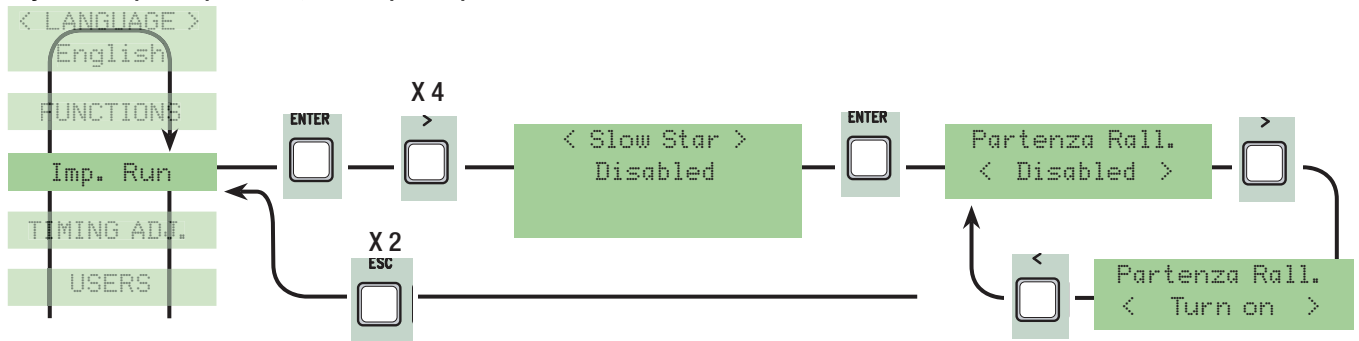 < LANGUAGE >
English
FUNCTIONS
Imp. Run
TIMING ADJ.
USERS
ENTER
X 4
>
< Slow Star >
Disabled
ENTER
Partenza Rall.
< Disabled >
>
X 2
ESC
<
Partenza Rall.
< Turn on >